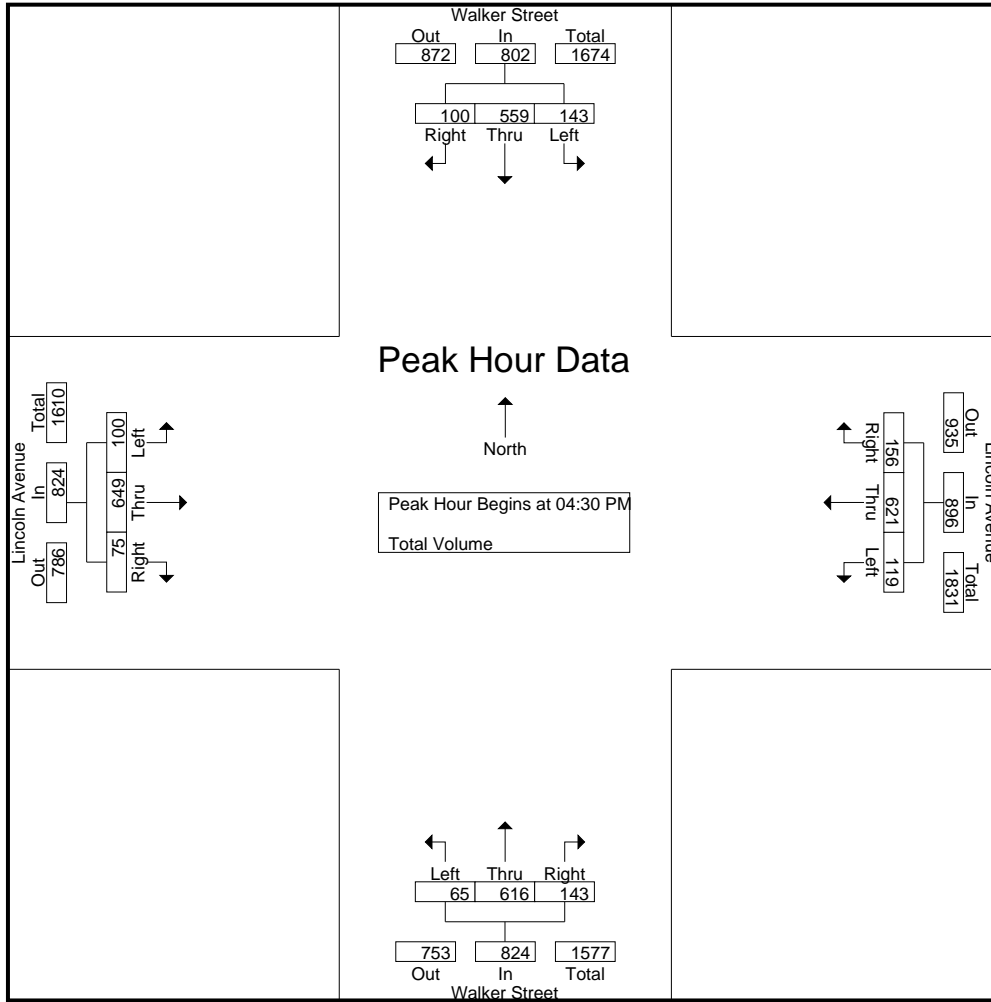 Walker Street
Out In Total
872 802 1674
100 559 143
Right Thru Left
Peak Hour Data
North
Peak Hour Begins at 04:30 PM
Total Volume
Lincoln Avenue
Out In Total
786 824 1610
75 649 100
Right Thru Left
Lincoln Avenue
Out In Total
935 896 1831
156 621 119
Right Thru Left
Left Thru Right
65 616 143
753 824 1577
Out In Total
Walker Street